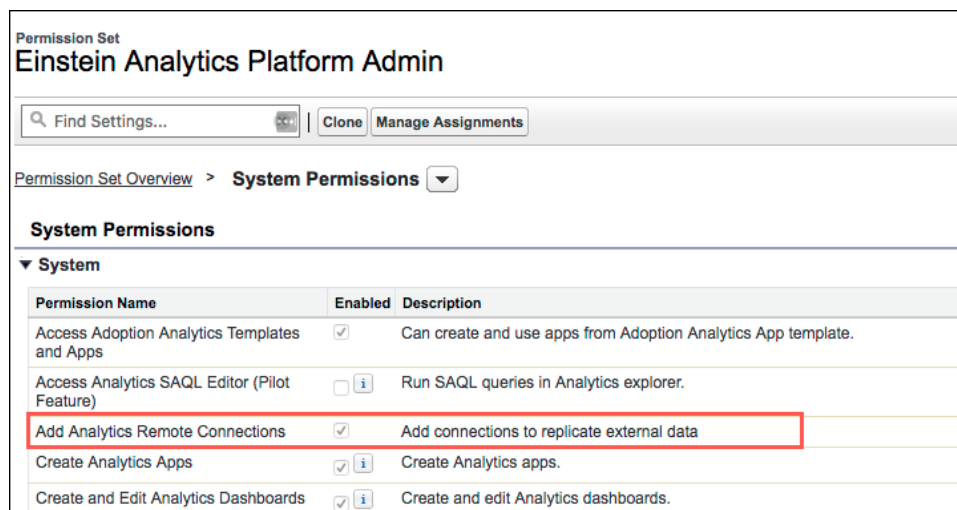 Permission Set
Einstein Analytics Platform Admin
Find Settings...
Clone
Manage Assignments
Permission Set Overview > System Permissions
System Permissions
System
Permission Name Enabled Description
Access Adoption Analytics Templates Can create and use apps from Adoption Analytics App template.
and Apps
Access Analytics SAQL Editor (Pilot Run SAQL queries in Analytics explorer.
Feature)
Add Analytics Remote Connections Add connections to replicate external data
Create Analytics Apps i Create Analytics apps.
Create and Edit Analytics Dashboards i Create and edit Analytics dashboards.